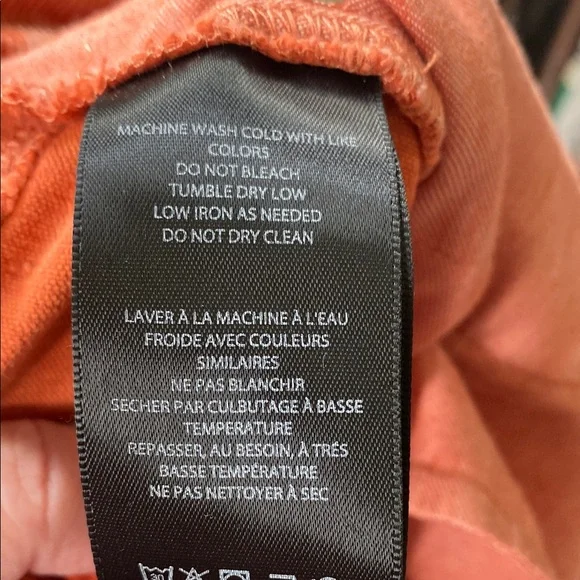 MACHINE WASH COLD WITH LIKE
COLORS
DO NOT BLEACH
TUMBLE DRY LOW
LOW IRON AS NEEDED
DO NOT DRY CLEAN
LAVER À LA MACHINE À L'EAU
FROIDE AVEC COULEURS
SIMILAIRES
NE PAS BLANCHIR
SECHER PAR CULBUTAGE À BASSE
TEMPERATURE
REPASSER, AU BESOIN, À TRÉS
BASSE TEMPÉRATURE
NE PAS NETTOYER À SEC
30